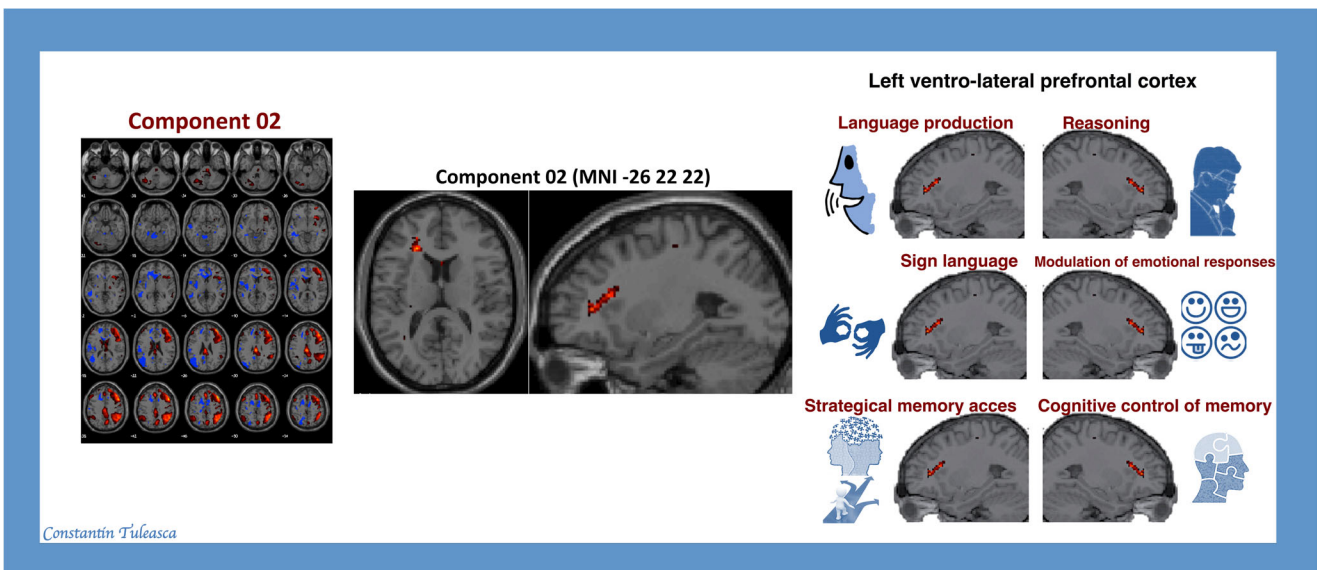 Left ventro-lateral prefrontal cortex
Component 02
Component 02 (MNI -26 22 22)
Language production
Reasoning
Sign language
Modulation of emotional responses
Strategical memory acces
Cognitive control of memory
Constantin Tuleasca